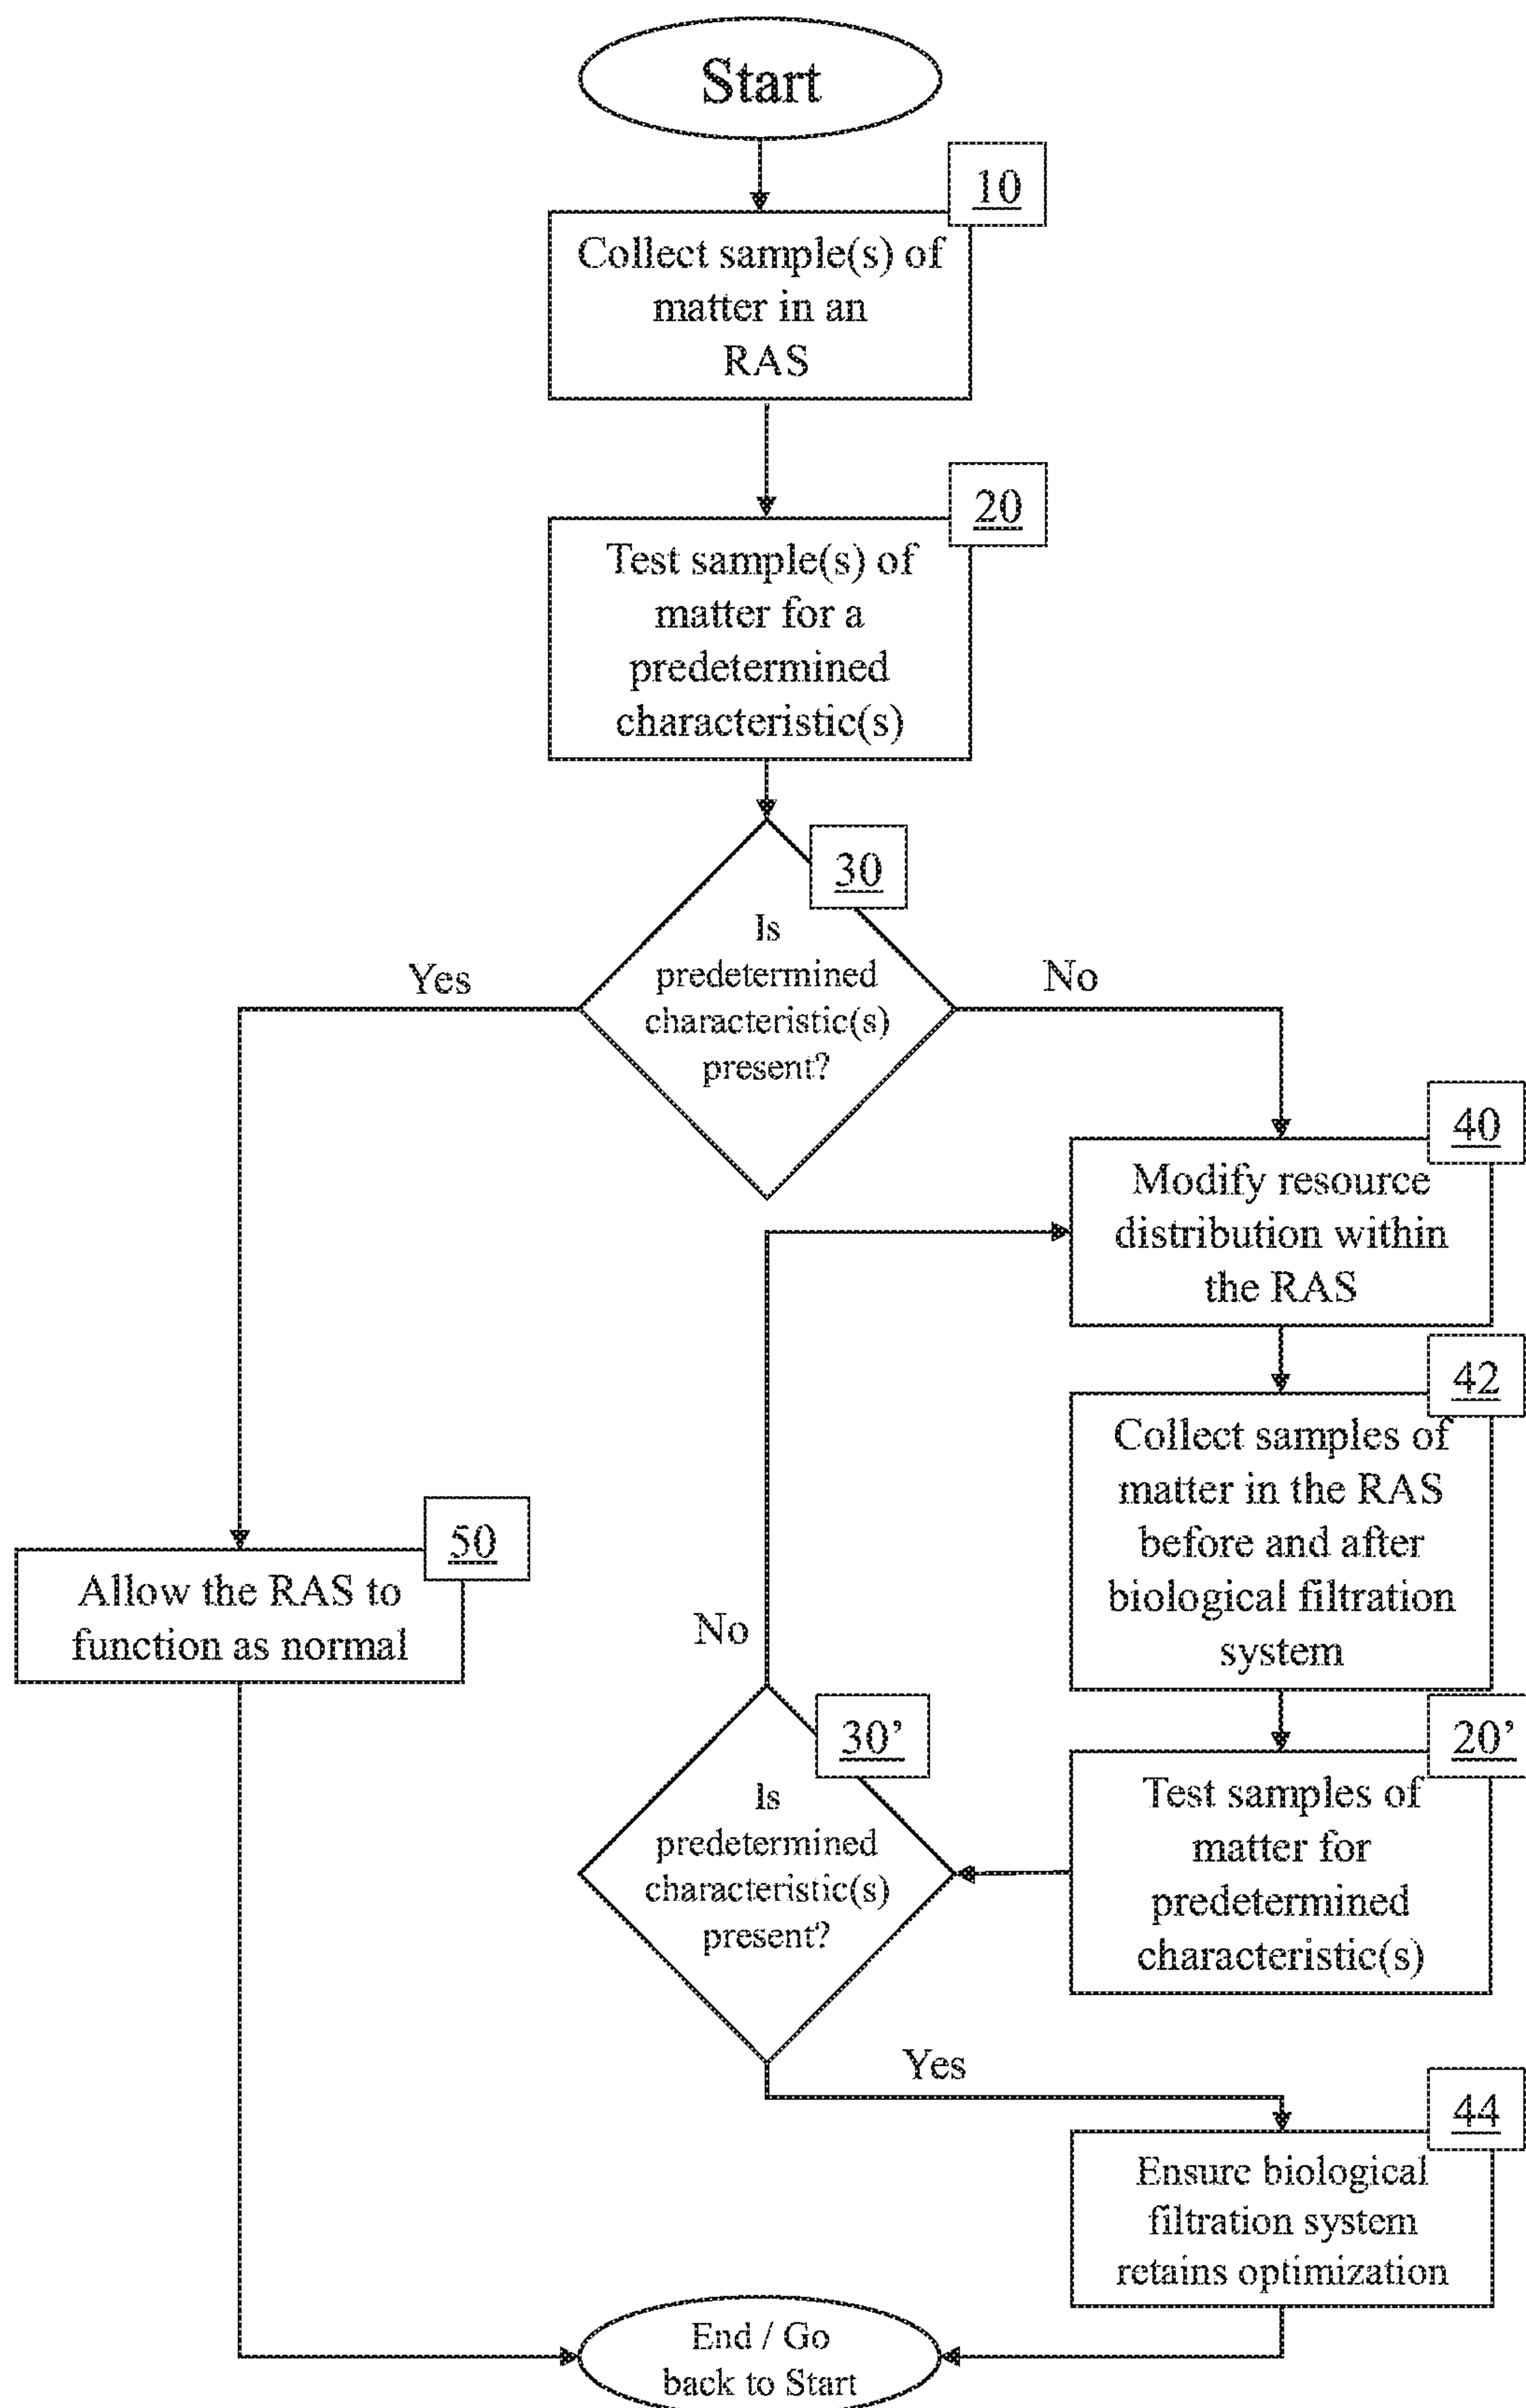 Start
10
Collect sample(s) of
matter in an
RAS
20
Test sample(s) of
matter for a
predetermined
characteristic(s)
30
Is
predetermined
characteristic(s)
present?
Yes
No
40
Modify resource
distribution within
the RAS
42
Collect samples of
matter in the RAS
before and after
biological filtration
system
50
Allow the RAS to
function as normal
No
20’
Test samples of
matter for
predetermined
characteristic(s)
30’
Is
predetermined
characteristic(s)
present?
Yes
44
Ensure biological
filtration system
retains optimization
End / Go
back to Start